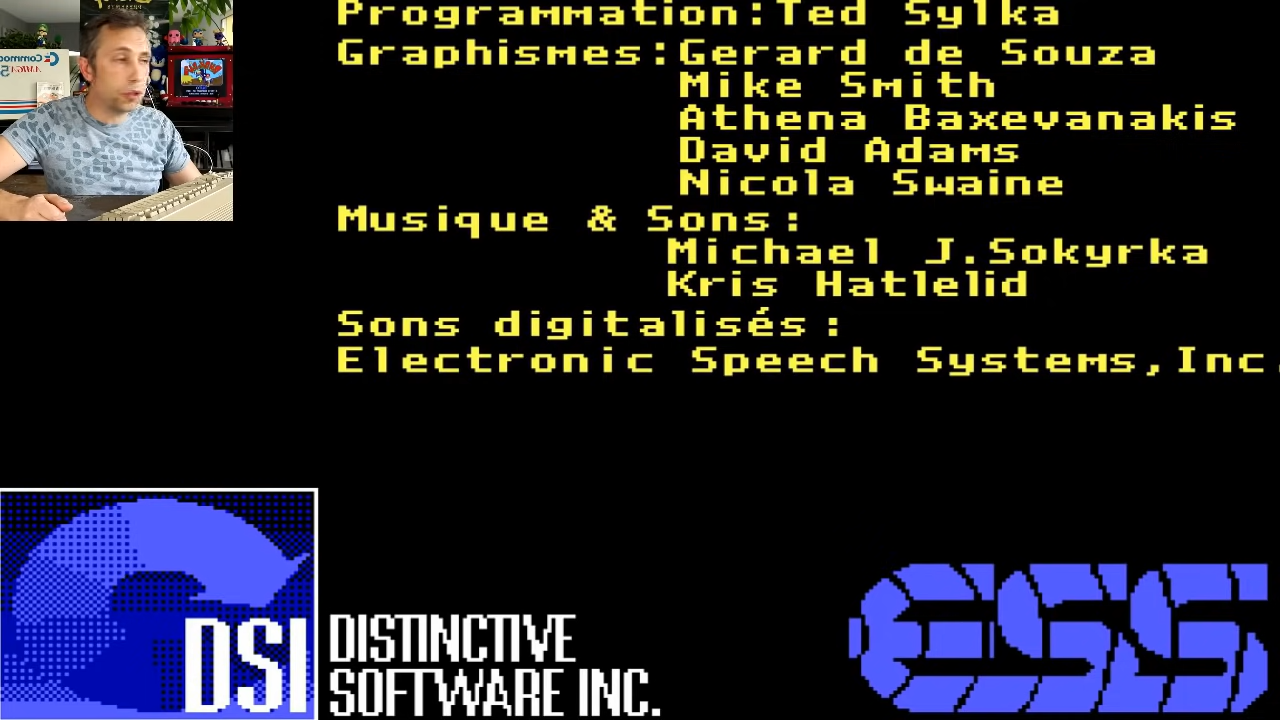 Programmation:Ted Sylka
Graphismes:Gerard de Souza
Mike Smith
Athena Baxevanakis
David Adams
Nicola Swaine
Musique & Sons:
Michael J.Sokyrka
Kris Hatlelid
Sons digitalisés:
Electronic Speech Systems,Inc.
DSI
DISTINCTIVE
SOFTWARE INC.
ESS